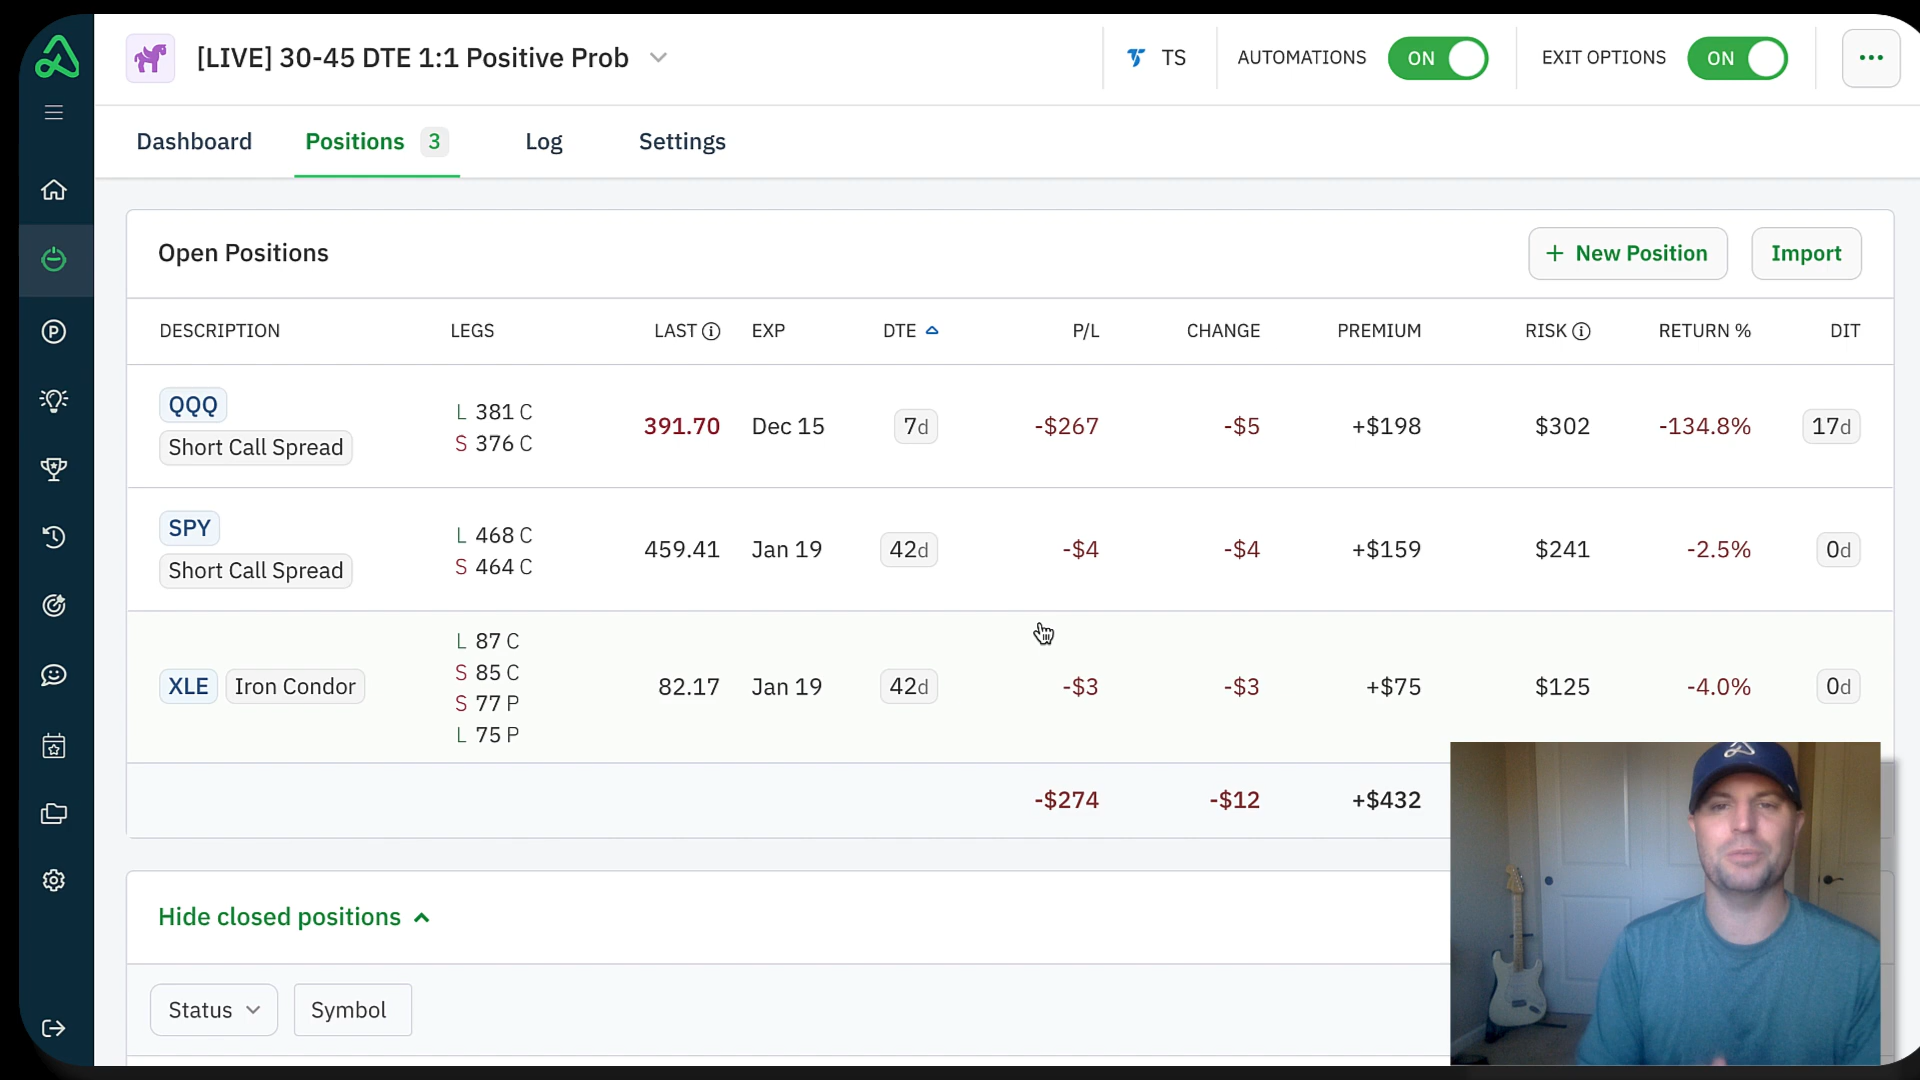 [LIVE] 30-45 DTE 1:1 Positive Prob
TS
AUTOMATIONS ON
EXIT OPTIONS ON
Dashboard Positions 3 Log Settings
Open Positions
+ New Position Import
DESCRIPTION LEGS LAST EXP DTE P/L CHANGE PREMIUM RISK RETURN % DIT
QQQ
Short Call Spread
L 381 C
S 376 C
391.70 Dec 15 7d -$267 -$5 +$198 $302 -134.8% 17d
SPY
Short Call Spread
L 468 C
S 464 C
459.41 Jan 19 42d -$4 -$4 +$159 $241 -2.5% 0d
XLE Iron Condor
L 87 C
S 85 C
S 77 P
L 75 P
82.17 Jan 19 42d -$3 -$3 +$75 $125 -4.0% 0d
-$274 -$12 +$432
Hide closed positions
Status Symbol